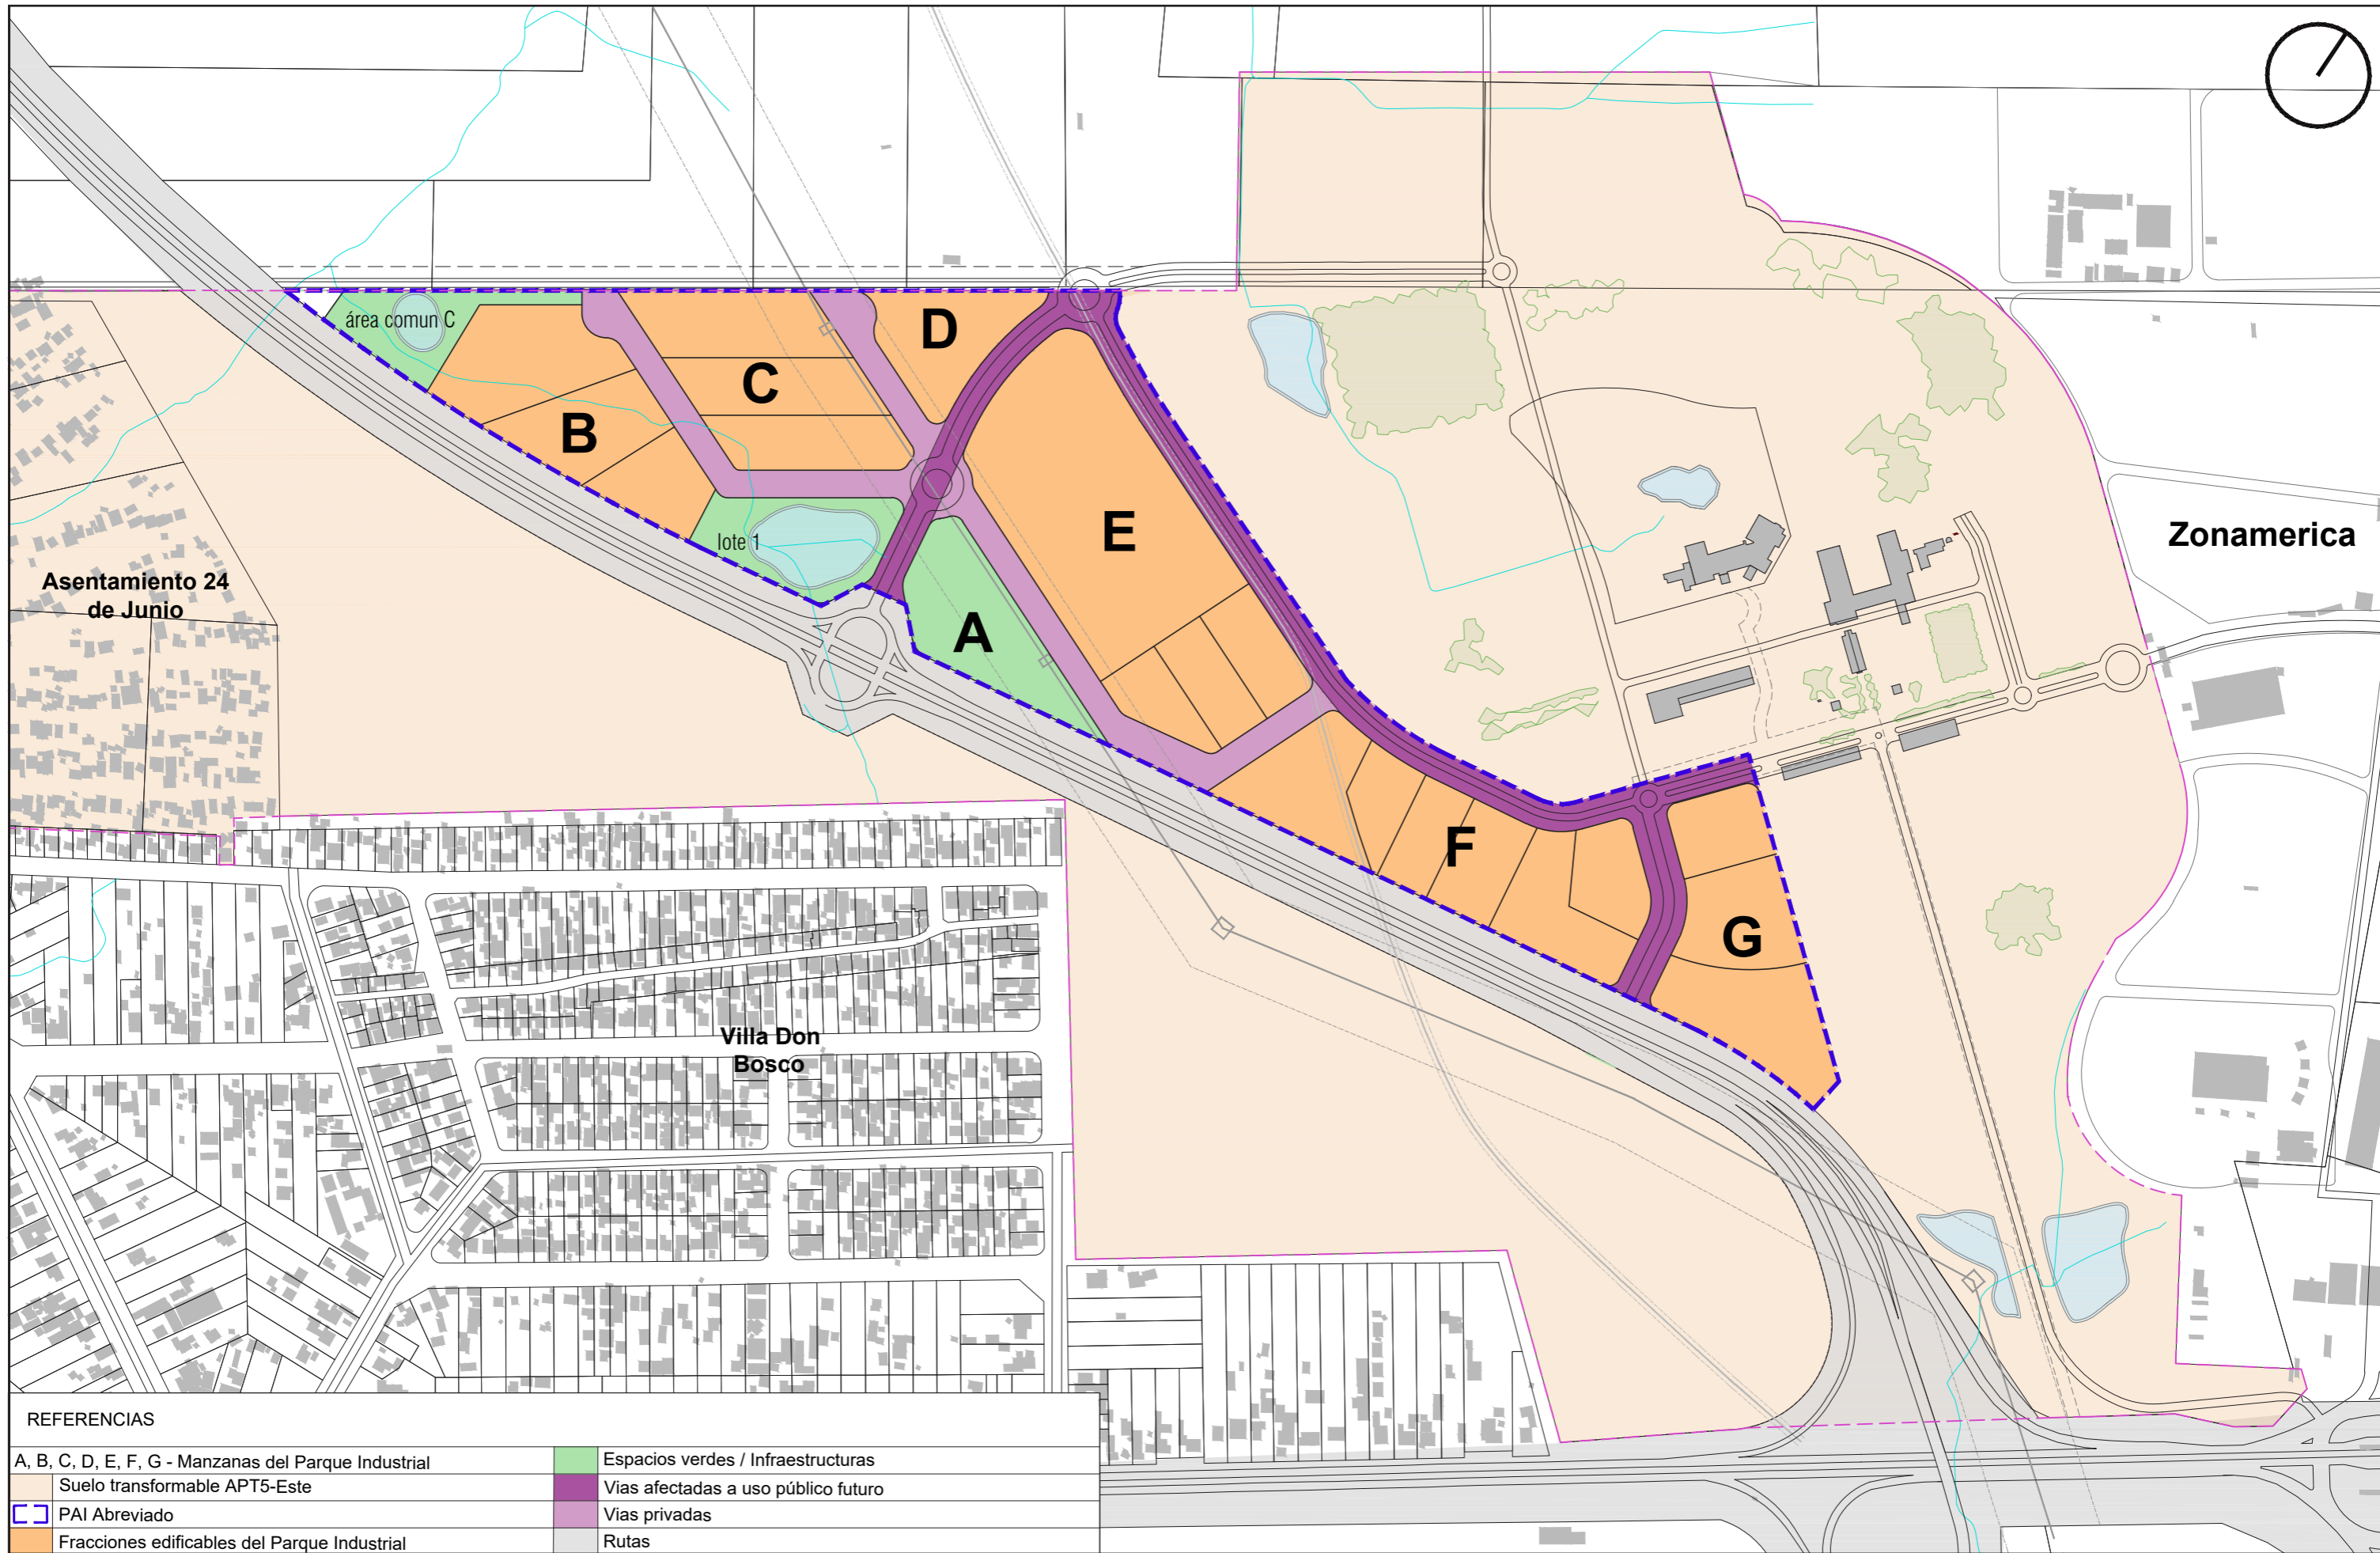 área comun C
D
C
B
E
lote 1
A
Zonamerica
Asentamiento 24
de Junio
F
G
Villa Don
Bosco
REFERENCIAS
A, B, C, D, E, F, G - Manzanas del Parque Industrial
Espacios verdes / Infraestructuras
Suelo transformable APT5-Este
Vias afectadas a uso público futuro
PAI Abreviado
Vias privadas
Fracciones edificables del Parque Industrial
Rutas